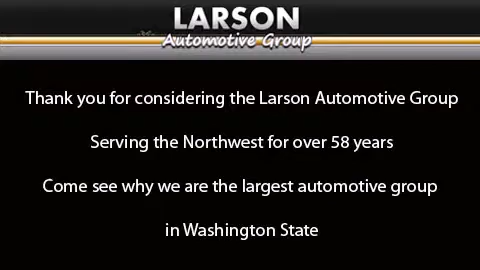 LARSON
Automotive Group
Thank you for considering the Larson Automotive Group
Serving the Northwest for over 58 years
Come see why we are the largest automotive group
in Washington State